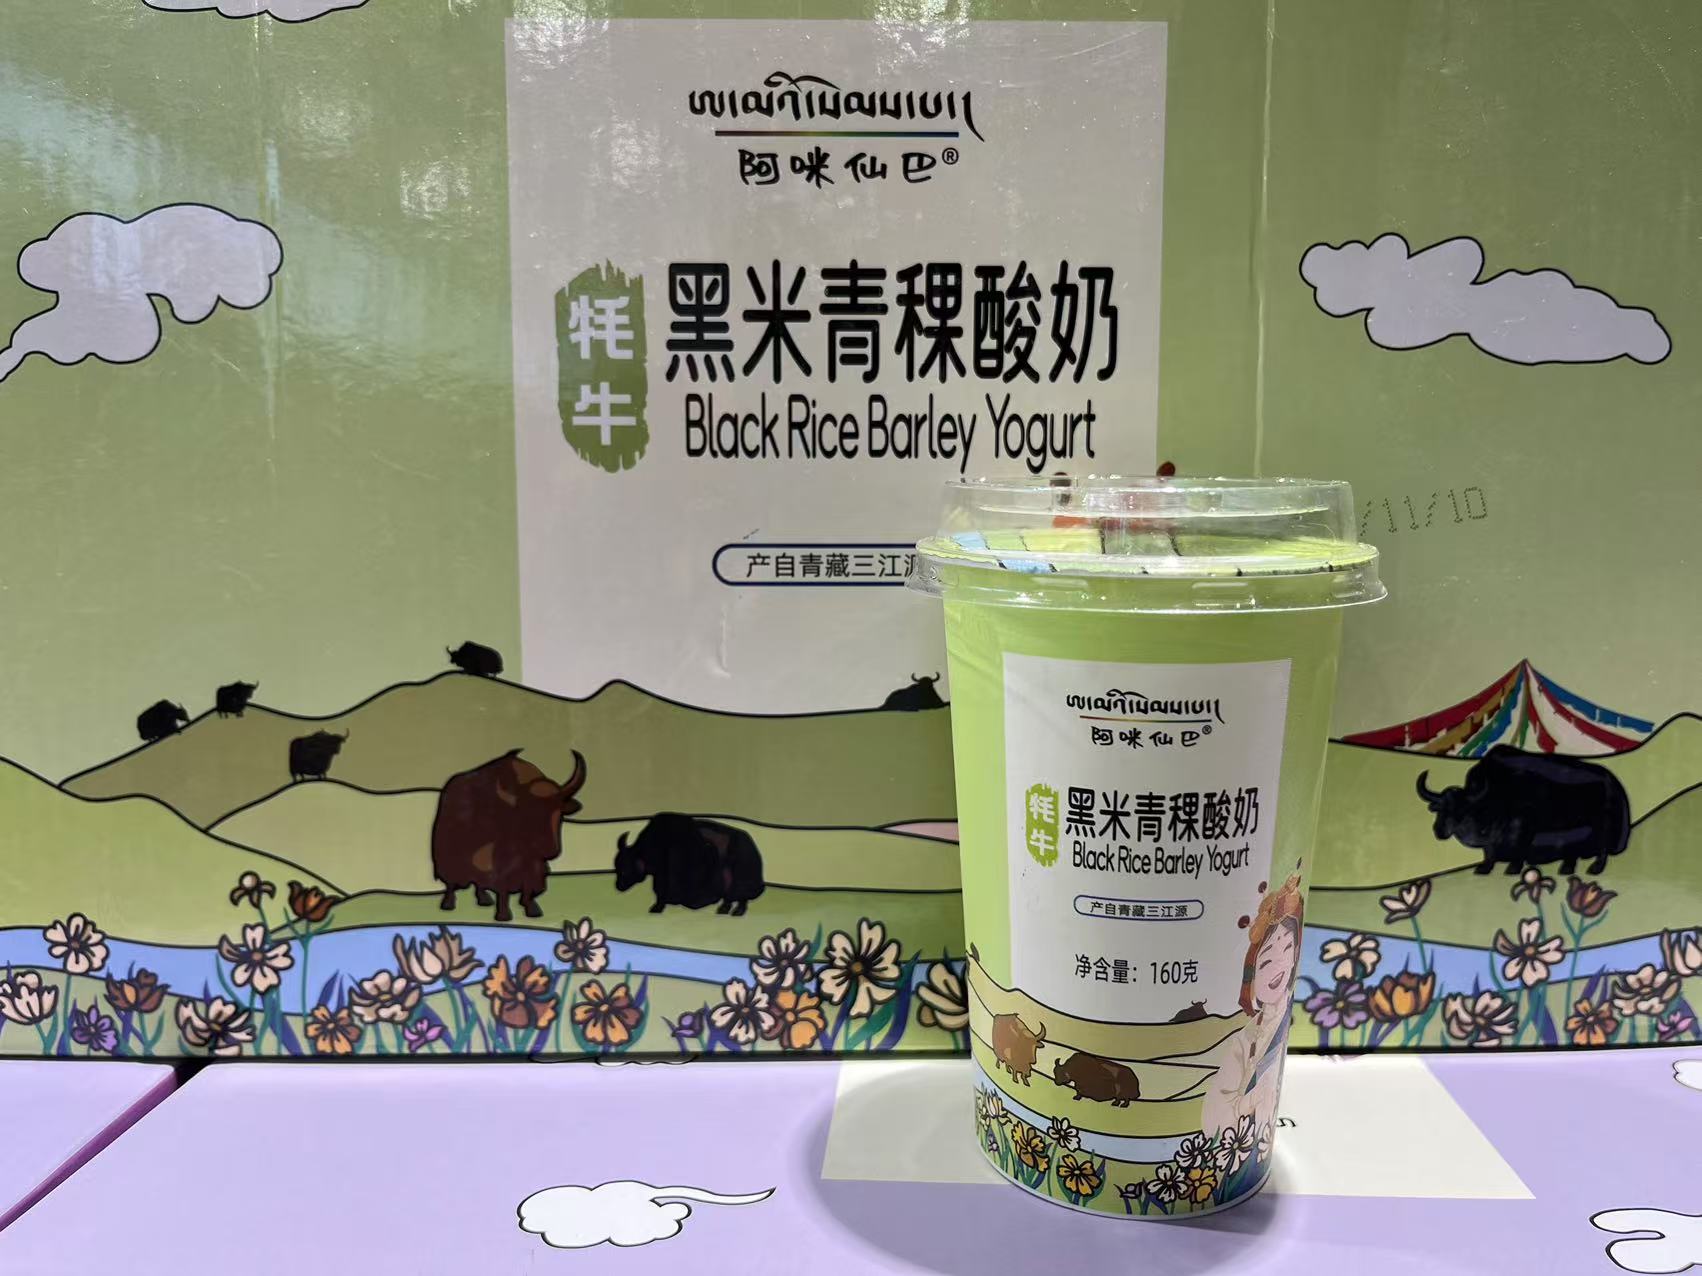 阿咪仙巴®
牦牛
黑米青稞酸奶
Black Rice Barley Yogurt
产自青藏三江源
/11/10
阿咪仙巴®
牦牛
黑米青稞酸奶
Black Rice Barley Yogurt
产自青藏三江源
净含量：160克